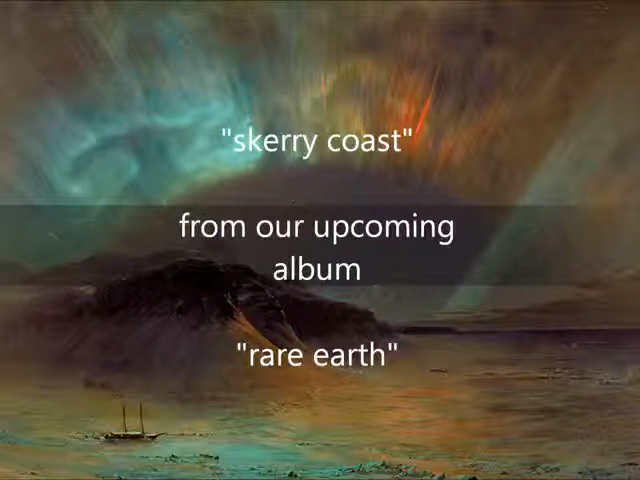 "skerry coast"
from our upcoming
album
"rare earth"